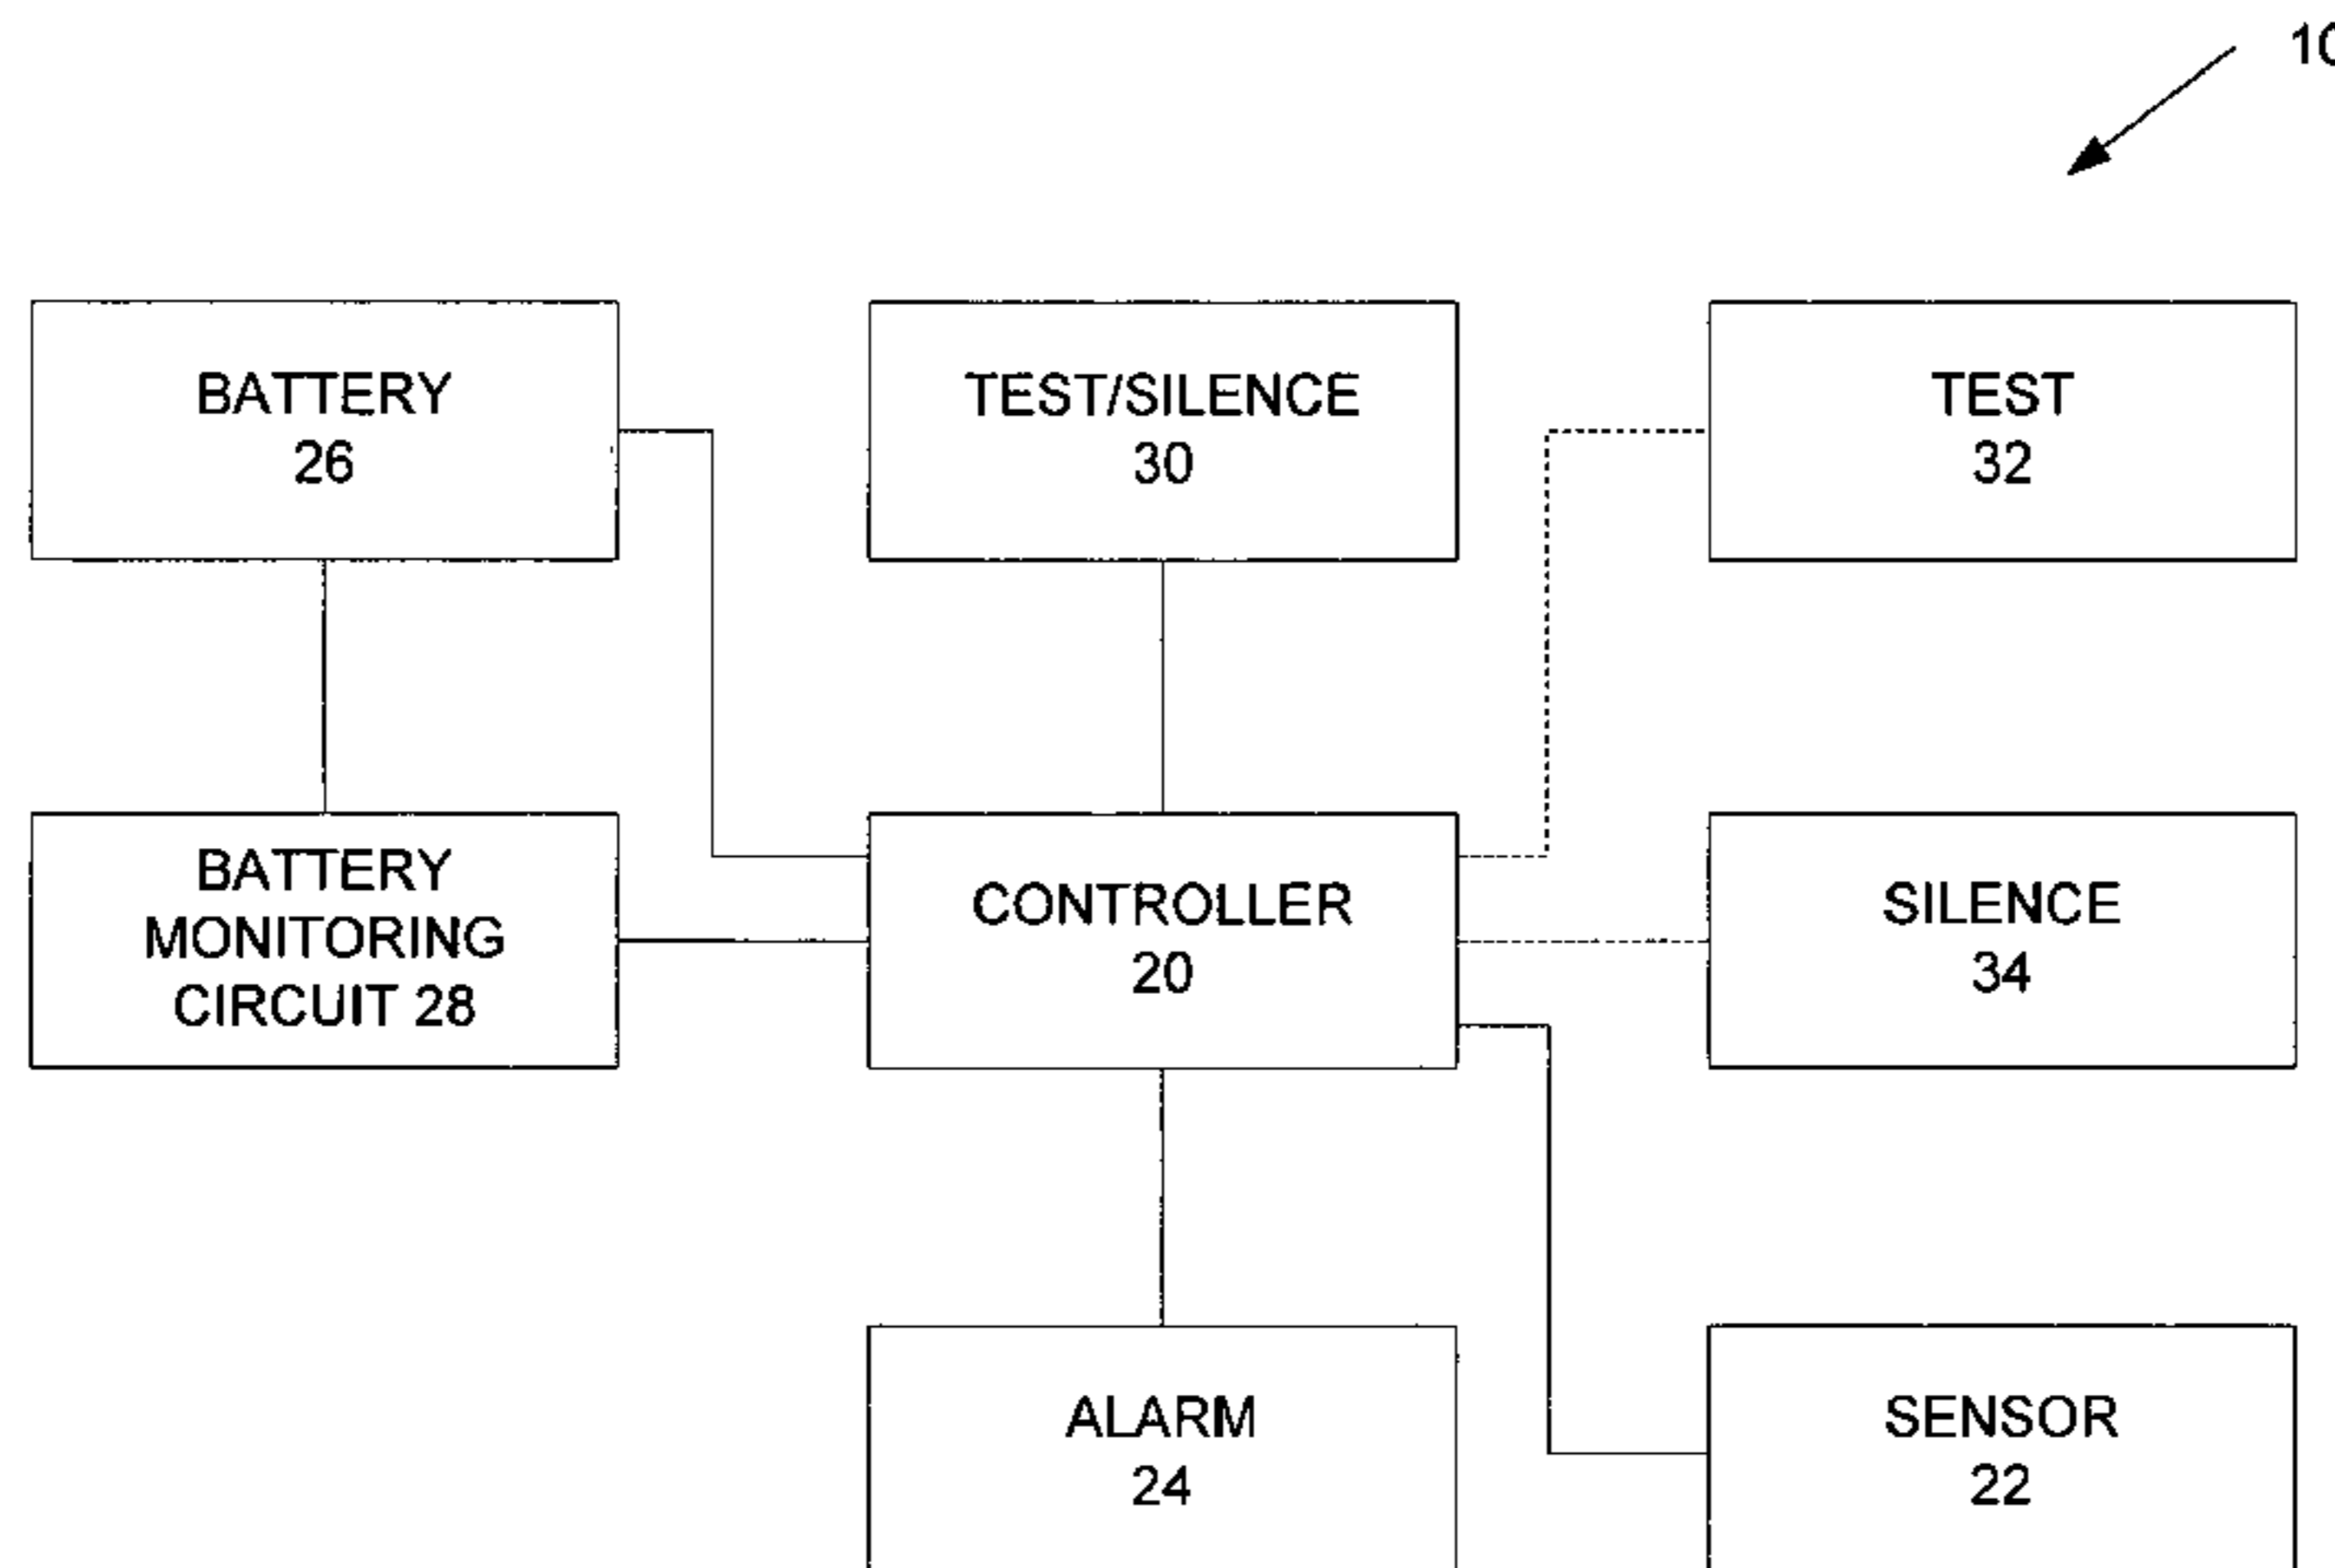 10
BATTERY
26
TEST/SILENCE
30
TEST
32
BATTERY
MONITORING
CIRCUIT 28
CONTROLLER
20
SILENCE
34
ALARM
24
SENSOR
22